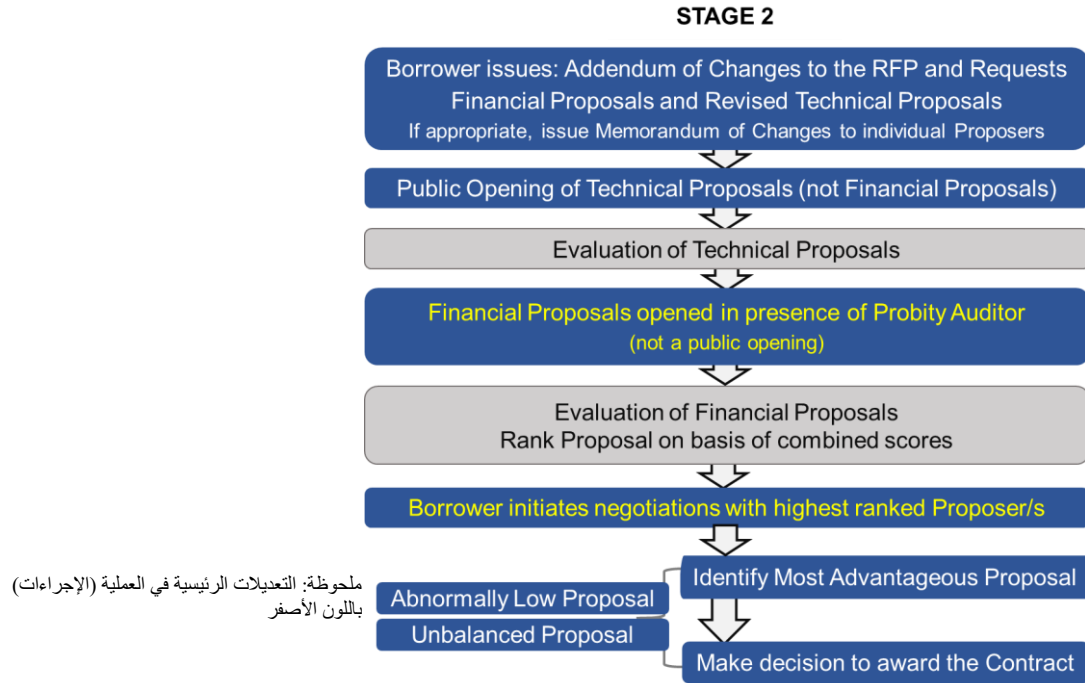 STAGE 2
Borrower issues: Addendum of Changes to the RFP and Requests
Financial Proposals and Revised Technical Proposals
If appropriate, issue Memorandum of Changes to individual Proposers
Public Opening of Technical Proposals (not Financial Proposals)
Evaluation of Technical Proposals
Financial Proposals opened in presence of Probity Auditor
(not a public opening)
Evaluation of Financial Proposals
Rank Proposal on basis of combined scores
Borrower initiates negotiations with highest ranked Proposer/s
Identify Most Advantageous Proposal
ملحوظة: التعديلات الرئيسية في العملية (الإجراءات)
باللون الأصفر
Abnormally Low Proposal
Unbalanced Proposal
Make decision to award the Contract